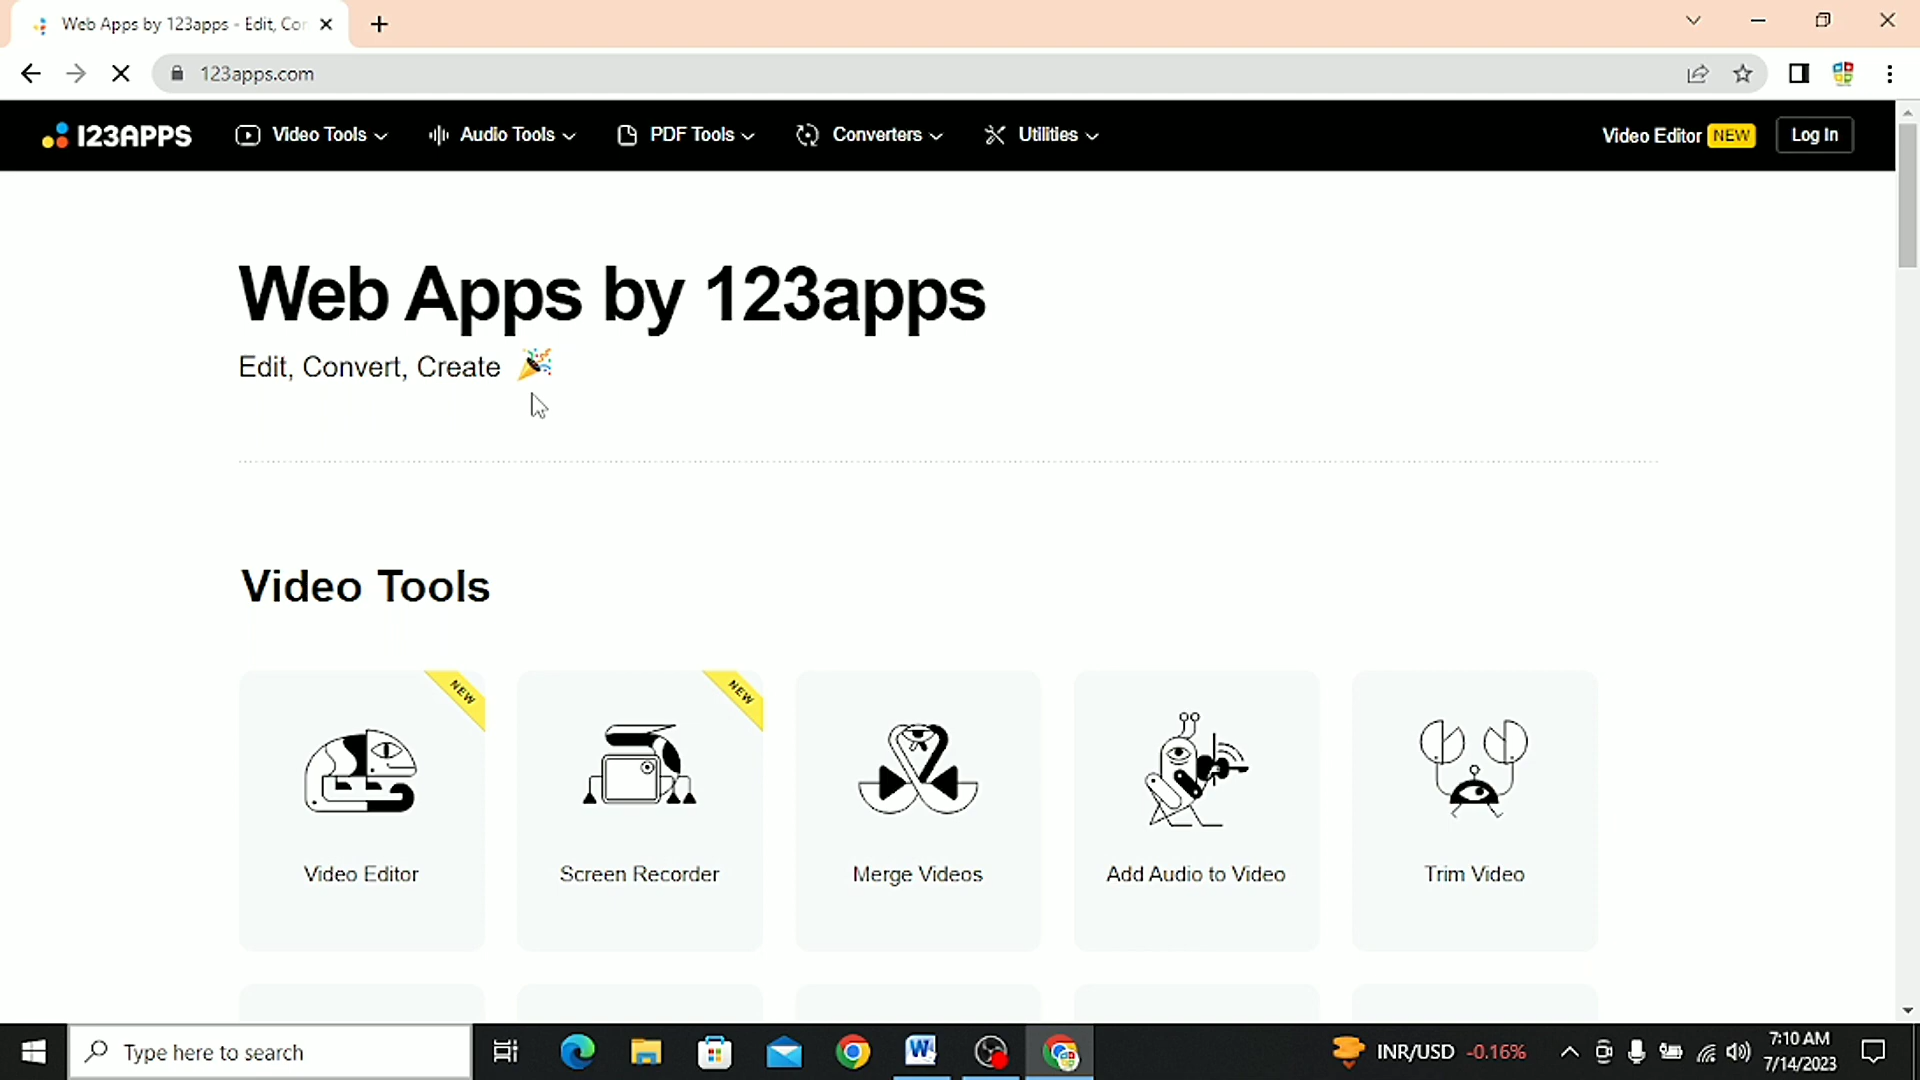 Web Apps by 123apps - Edit, Cor
123apps.com
123APPS
Video Tools
Audio Tools
PDF Tools
Converters
Utilities
Video Editor NEW
Log In
Web Apps by 123apps
Edit, Convert, Create
Video Tools
NEW
NEW
Video Editor
Screen Recorder
Merge Videos
Add Audio to Video
Trim Video
Type here to search
INR/USD -0.16%
7:10 AM
7/14/2023